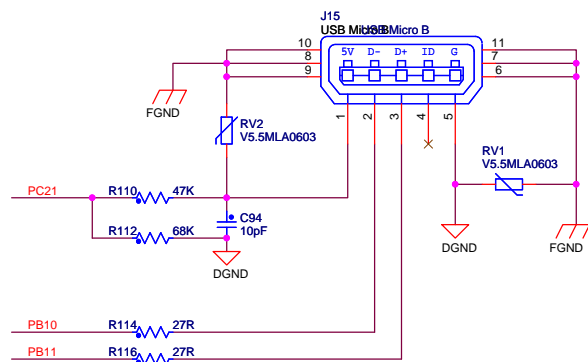 J15
USB Micro B
USB Micro B
10
8
9
5V D- D+ ID G
11
7
6
1 2 3 4 5
FGND
RV2
V5.5MLA0603
RV1
V5.5MLA0603
PC21
R110 47K
C94
10pF
R112 68K
DGND
DGND
FGND
PB10
R114 27R
PB11
R116 27R